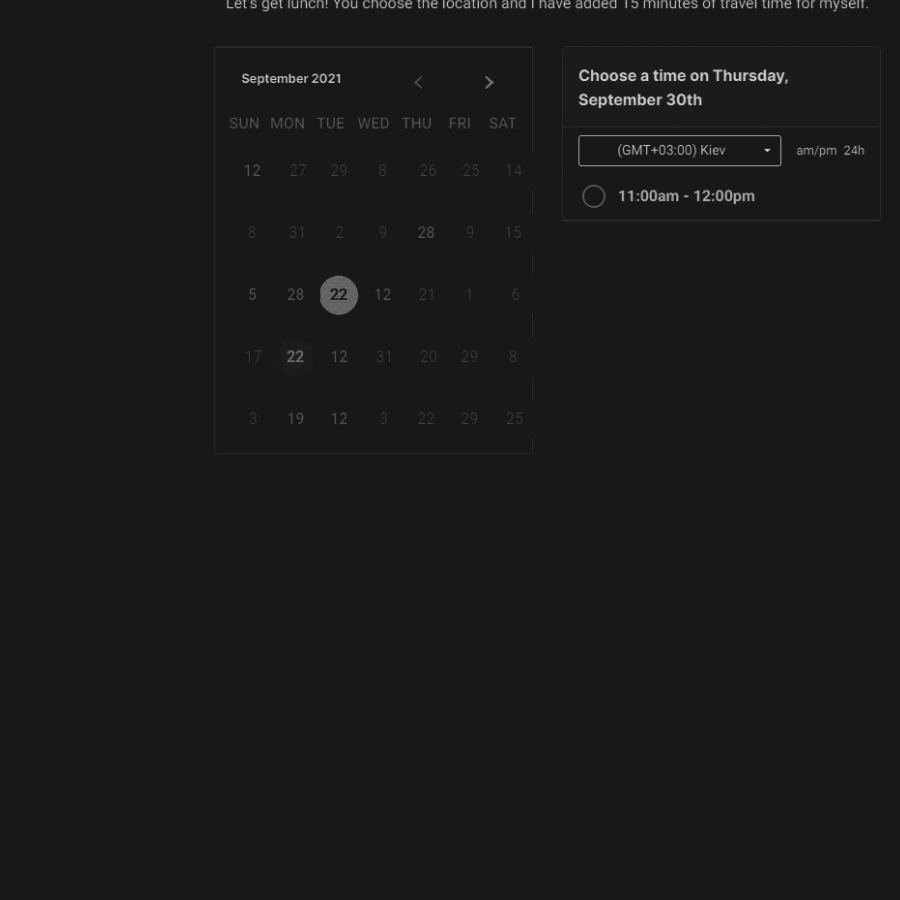 Let's get lunch! You choose the location and I have added 15 minutes of travel time for myself.
September 2021
SUN MON TUE WED THU FRI SAT
12 27 29 8 26 25 14
8 31 2 9 28 9 15
5 28 22 12 21 1 6
17 22 12 31 20 29 8
3 19 12 3 22 29 25
Choose a time on Thursday,
September 30th
(GMT+03:00) Kiev
am/pm 24h
11:00am - 12:00pm